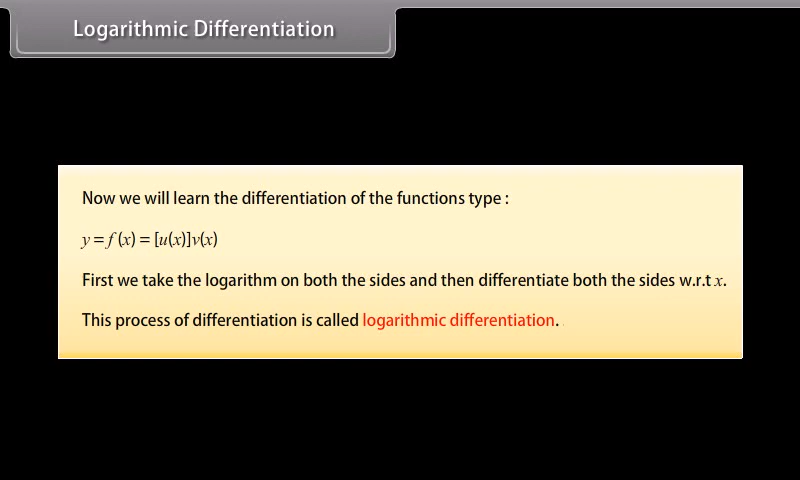 Logarithmic Differentiation
Now we will learn the differentiation of the functions type :
y = f (x) = [u(x)]v(x)
First we take the logarithm on both the sides and then differentiate both the sides w.r.t x.
This process of differentiation is called logarithmic differentiation.